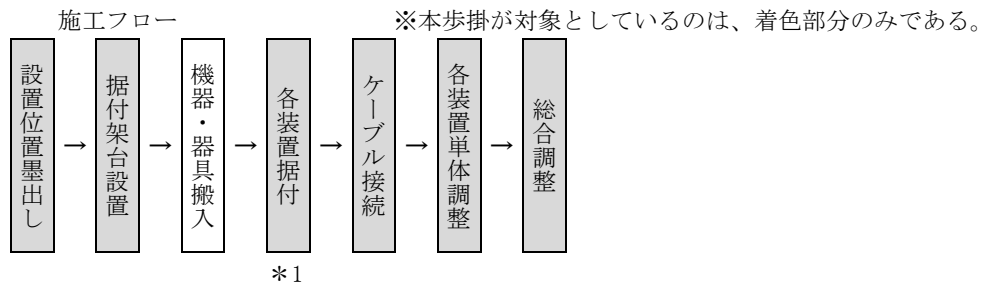 施工フロー ※本歩掛が対象としているのは、着色部分のみである。
設置位置墨出し
→
据付架台設置
→
機器・器具搬入
→
各装置据付
→
ケーブル接続
→
各装置単体調整
→
総合調整
＊1